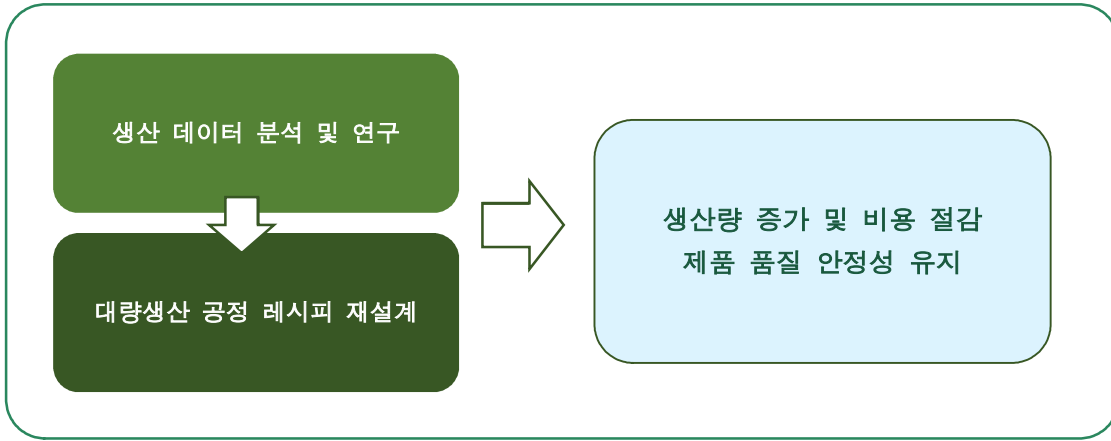 생산 데이터 분석 및 연구
대량생산 공정 레시피 재설계
생산량 증가 및 비용 절감
제품 품질 안정성 유지